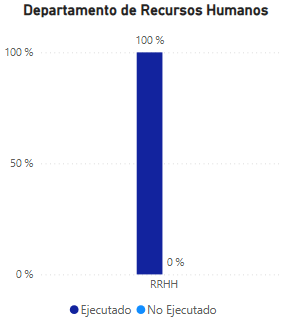 Departamento de Recursos Humanos
100 %
100 %
50 %
0 %
0 %
RRHH
Ejecutado No Ejecutado